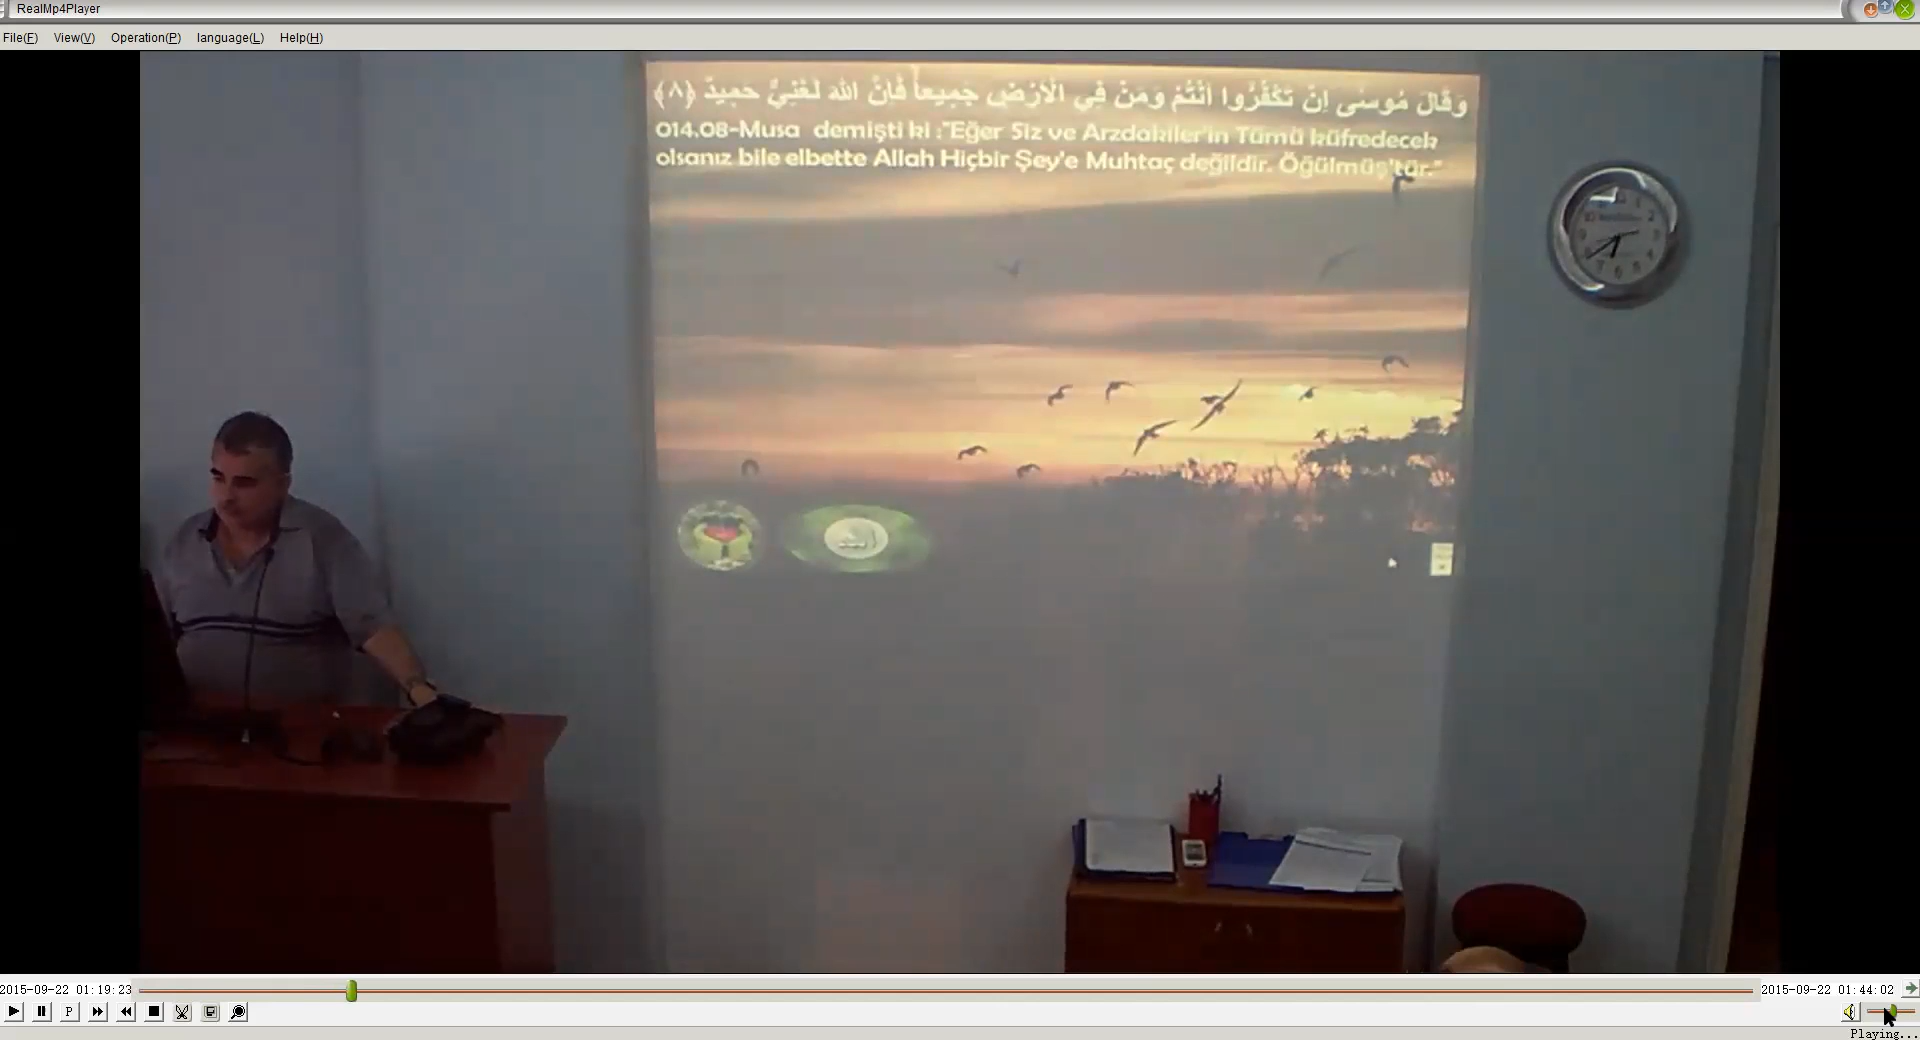 RealMp4Player
File(F) View(V) Operation(P) language(L) Help(H)
وَقَالَ مُوسٰى اِنْ تَكْفُرُوا اَنْتُمْ وَمَنْ فِي الْاَرْضِ جَمِيعاً فَاِنَّ اللّٰهَ لَغَنِيٌّ حَمِيدٌ ﴿٨﴾
014.08-Musa demişti ki :"Eğer Siz ve Arzdakiler'in Tümü küfredecek
olsanız bile elbette Allah Hiçbir Şey'e Muhtaç değildir. Öğülmüş'tür."
2015-09-22 01:19:23
2015-09-22 01:44:02
P
Playing...